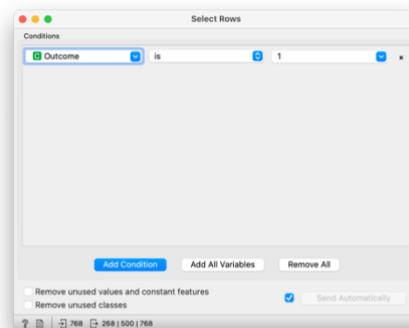 Select Rows
Conditions
C Outcome is 1
Add Condition Add All Variables Remove All
Remove unused values and constant features
Remove unused classes
Send Automatically
? 768 268 | 500 | 768